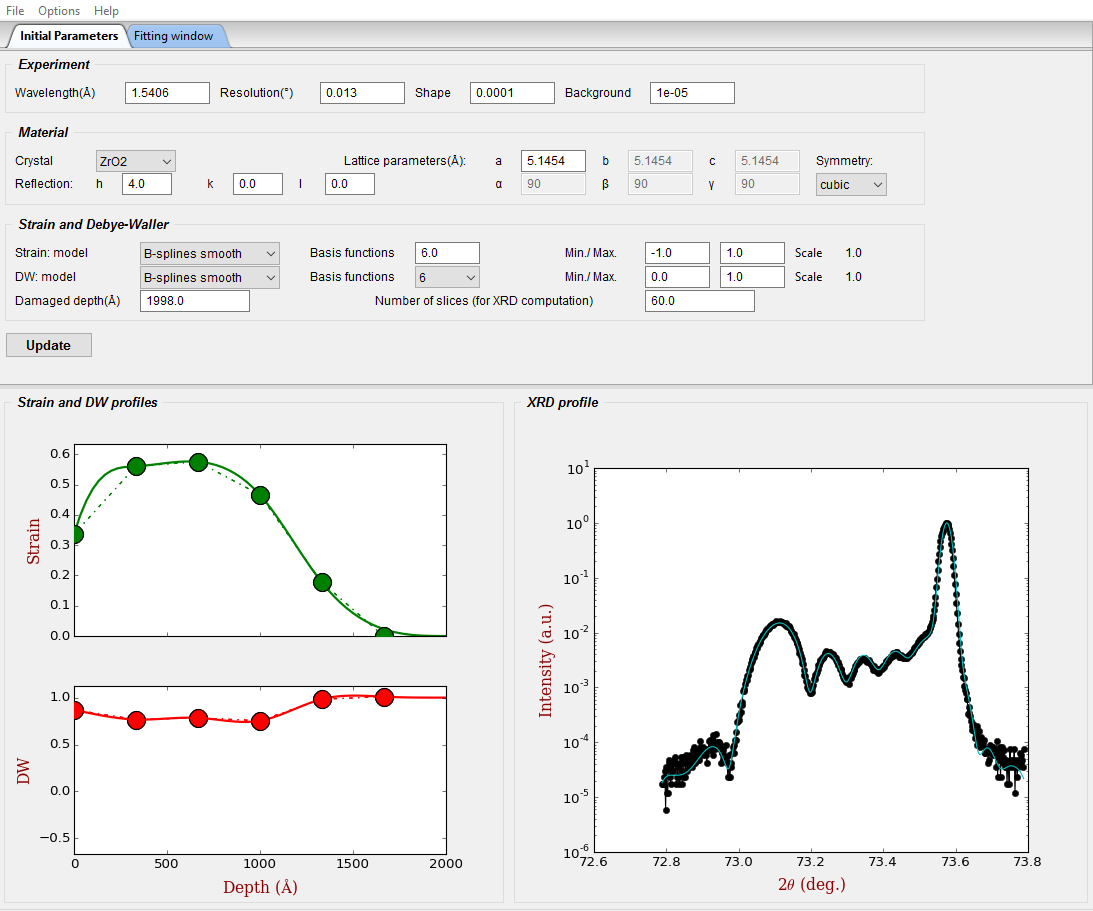 File Options Help
Initial Parameters Fitting window
Experiment
Wavelength(Å) 1.5406 Resolution(°) 0.013 Shape 0.0001 Background 1e-05
Material
Crystal ZrO2 Lattice parameters(Å): a 5.1454 b 5.1454 c 5.1454 Symmetry:
Reflection: h 4.0 k 0.0 l 0.0 α 90 β 90 γ 90 cubic
Strain and Debye-Waller
Strain: model B-splines smooth Basis functions 6.0 Min./ Max. -1.0 1.0 Scale 1.0
DW: model B-splines smooth Basis functions 6 Min./ Max. 0.0 1.0 Scale 1.0
Damaged depth(Å) 1998.0 Number of slices (for XRD computation) 60.0
Update
Strain and DW profiles
0.6
0.5
0.4
0.3
0.2
0.1
0.0
Strain
1.0
0.5
0.0
−0.5
DW
0 500 1000 1500 2000
Depth (Å)
XRD profile
10^1
10^0
10^-1
10^-2
10^-3
10^-4
10^-5
10^-6
Intensity (a.u.)
72.6 72.8 73.0 73.2 73.4 73.6 73.8
2θ (deg.)